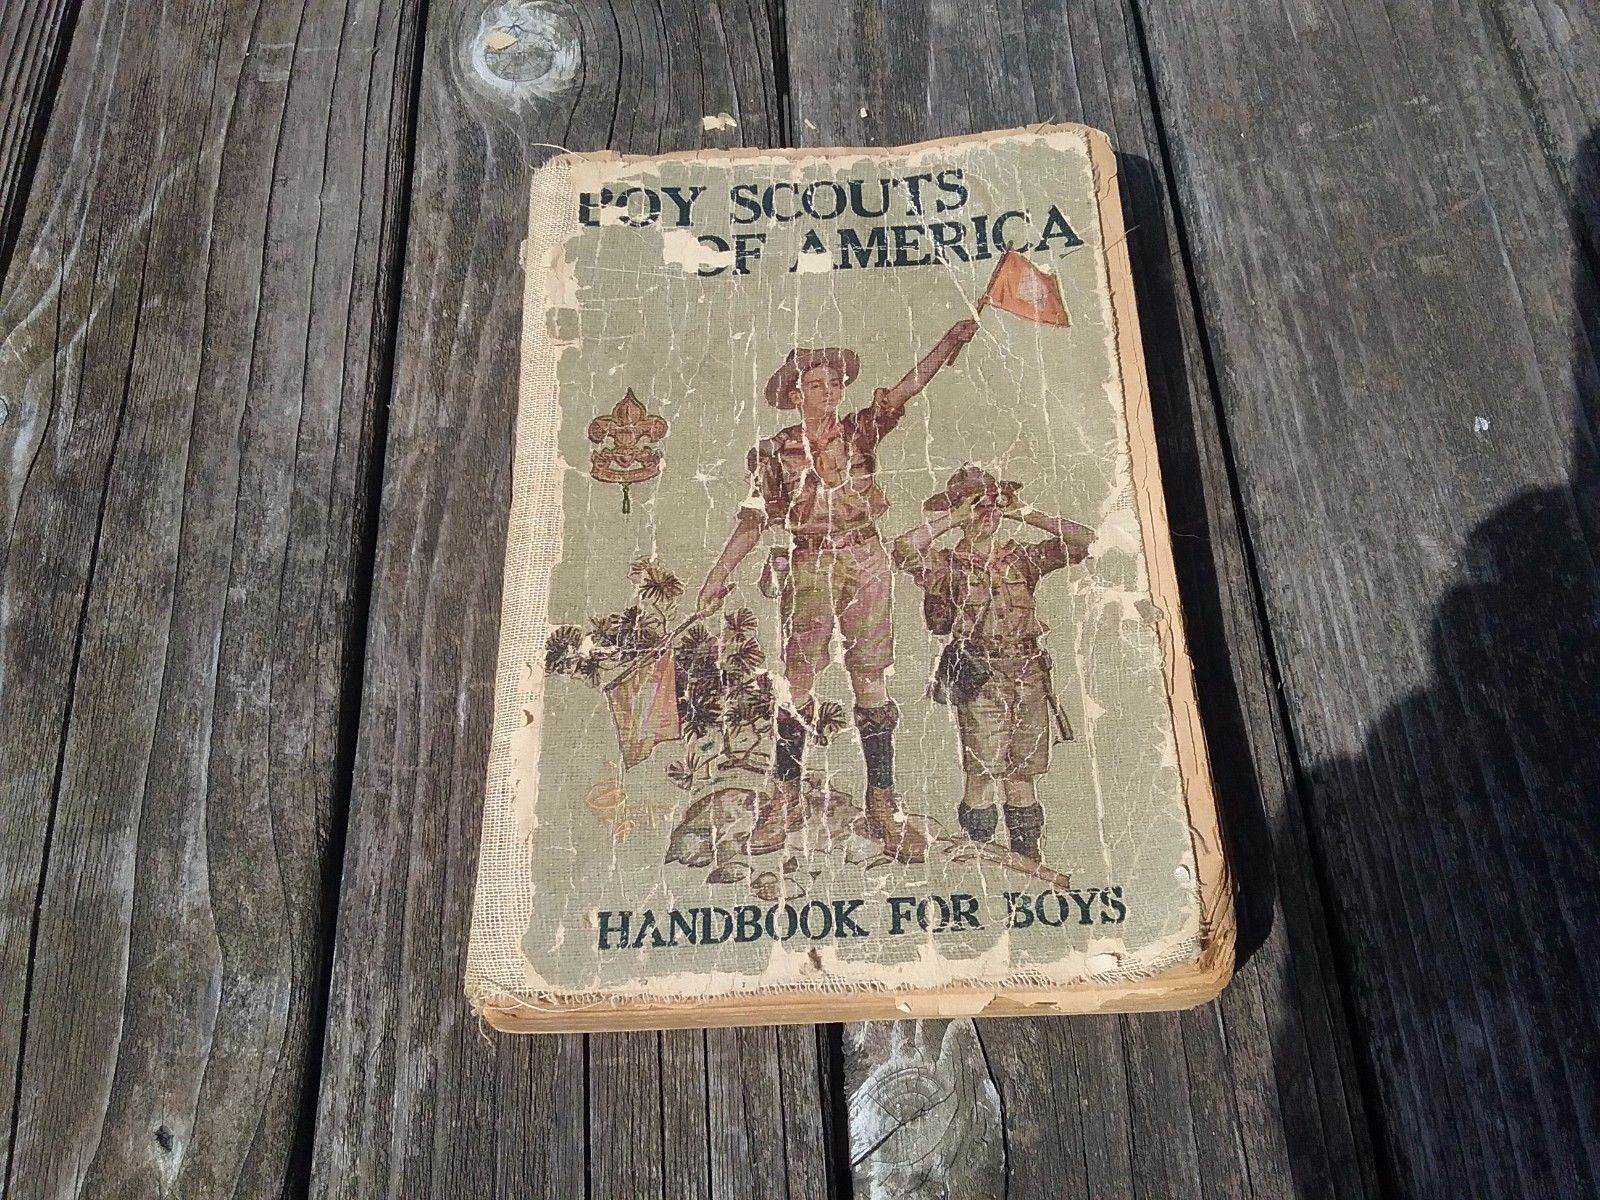 BOY SCOUTS
OF AMERICA
HANDBOOK FOR BOYS